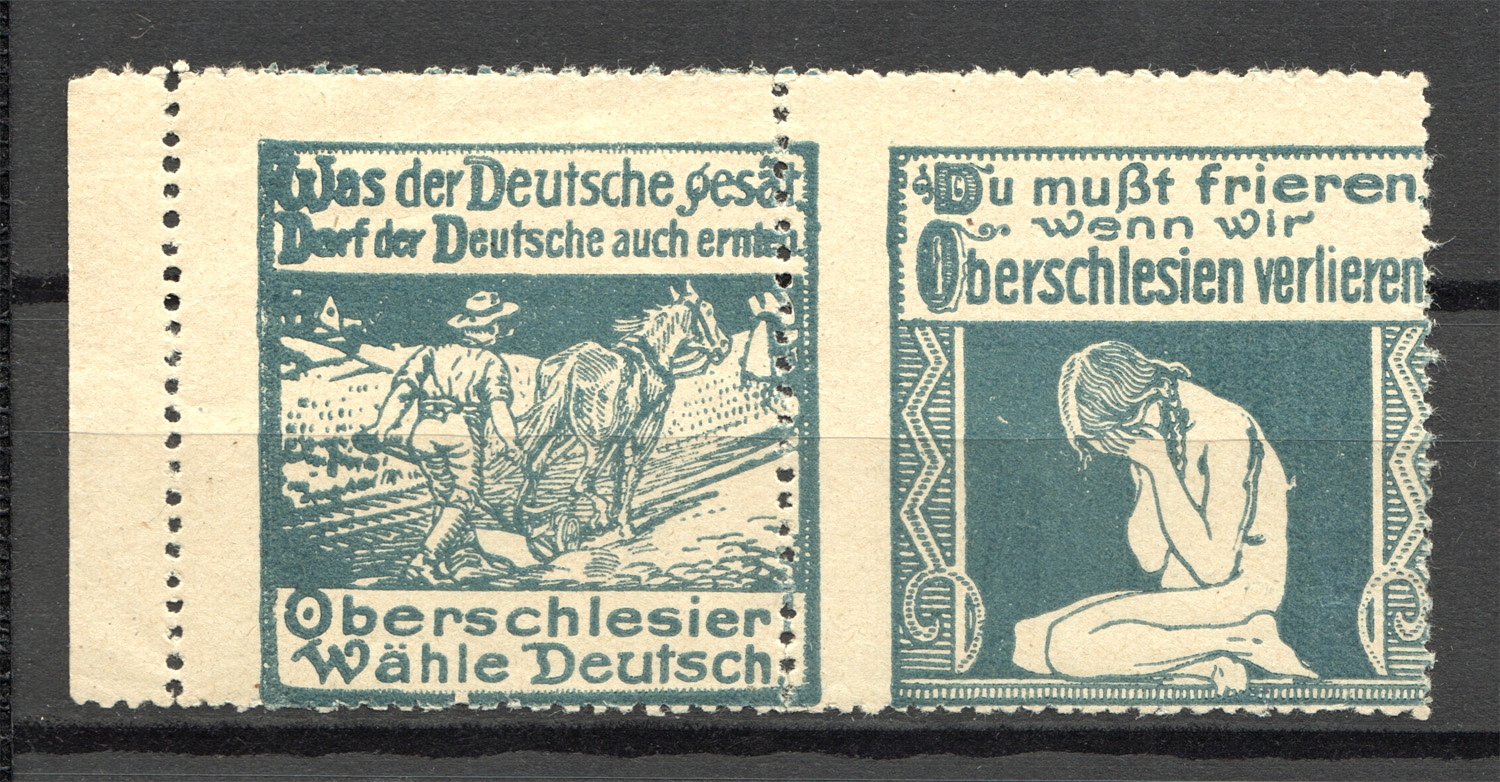 Was der Deutsche gesät
Darf der Deutsche auch ernten.
Oberschlesier
Wähle Deutsch.
Du mußt frieren
wenn wir
Oberschlesien verlieren